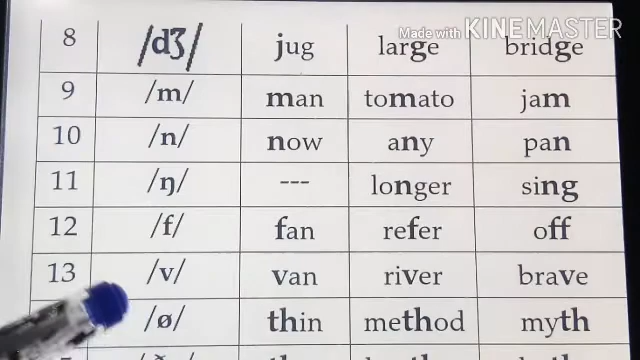 Made with KINEMASTER
8 /dʒ/ jug large bridge
9 /m/ man tomato jam
10 /n/ now any pan
11 /ŋ/ --- longer sing
12 /f/ fan refer off
13 /v/ van river brave
/ø/ thin method myth